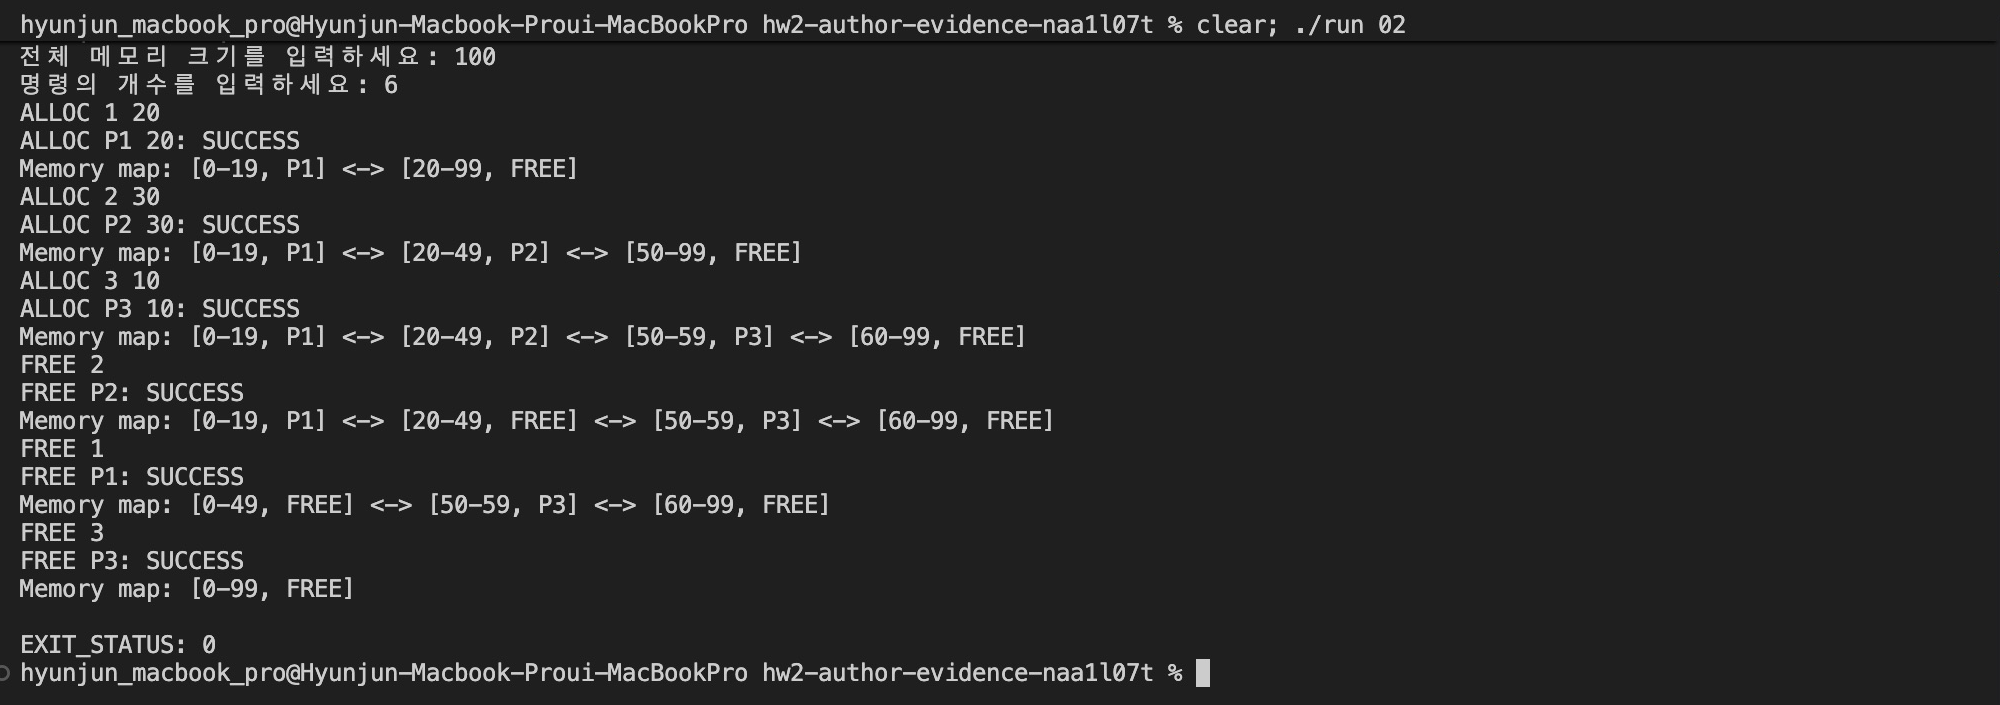 hyunjun_macbook_pro@Hyunjun-Macbook-Proui-MacBookPro hw2-author-evidence-naa1l07t % clear; ./run 02
전체 메모리 크기를 입력하세요: 100
명령의 개수를 입력하세요: 6
ALLOC 1 20
ALLOC P1 20: SUCCESS
Memory map: [0-19, P1] <-> [20-99, FREE]
ALLOC 2 30
ALLOC P2 30: SUCCESS
Memory map: [0-19, P1] <-> [20-49, P2] <-> [50-99, FREE]
ALLOC 3 10
ALLOC P3 10: SUCCESS
Memory map: [0-19, P1] <-> [20-49, P2] <-> [50-59, P3] <-> [60-99, FREE]
FREE 2
FREE P2: SUCCESS
Memory map: [0-19, P1] <-> [20-49, FREE] <-> [50-59, P3] <-> [60-99, FREE]
FREE 1
FREE P1: SUCCESS
Memory map: [0-49, FREE] <-> [50-59, P3] <-> [60-99, FREE]
FREE 3
FREE P3: SUCCESS
Memory map: [0-99, FREE]
EXIT_STATUS: 0
hyunjun_macbook_pro@Hyunjun-Macbook-Proui-MacBookPro hw2-author-evidence-naa1l07t %